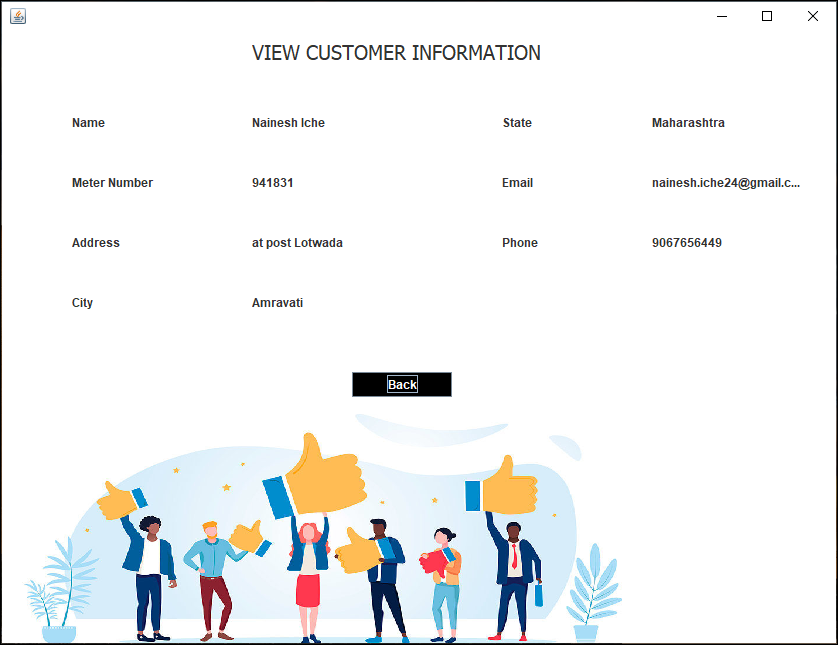 VIEW CUSTOMER INFORMATION
Name Nainesh Iche State Maharashtra
Meter Number 941831 Email nainesh.iche24@gmail.c...
Address at post Lotwada Phone 9067656449
City Amravati
Back